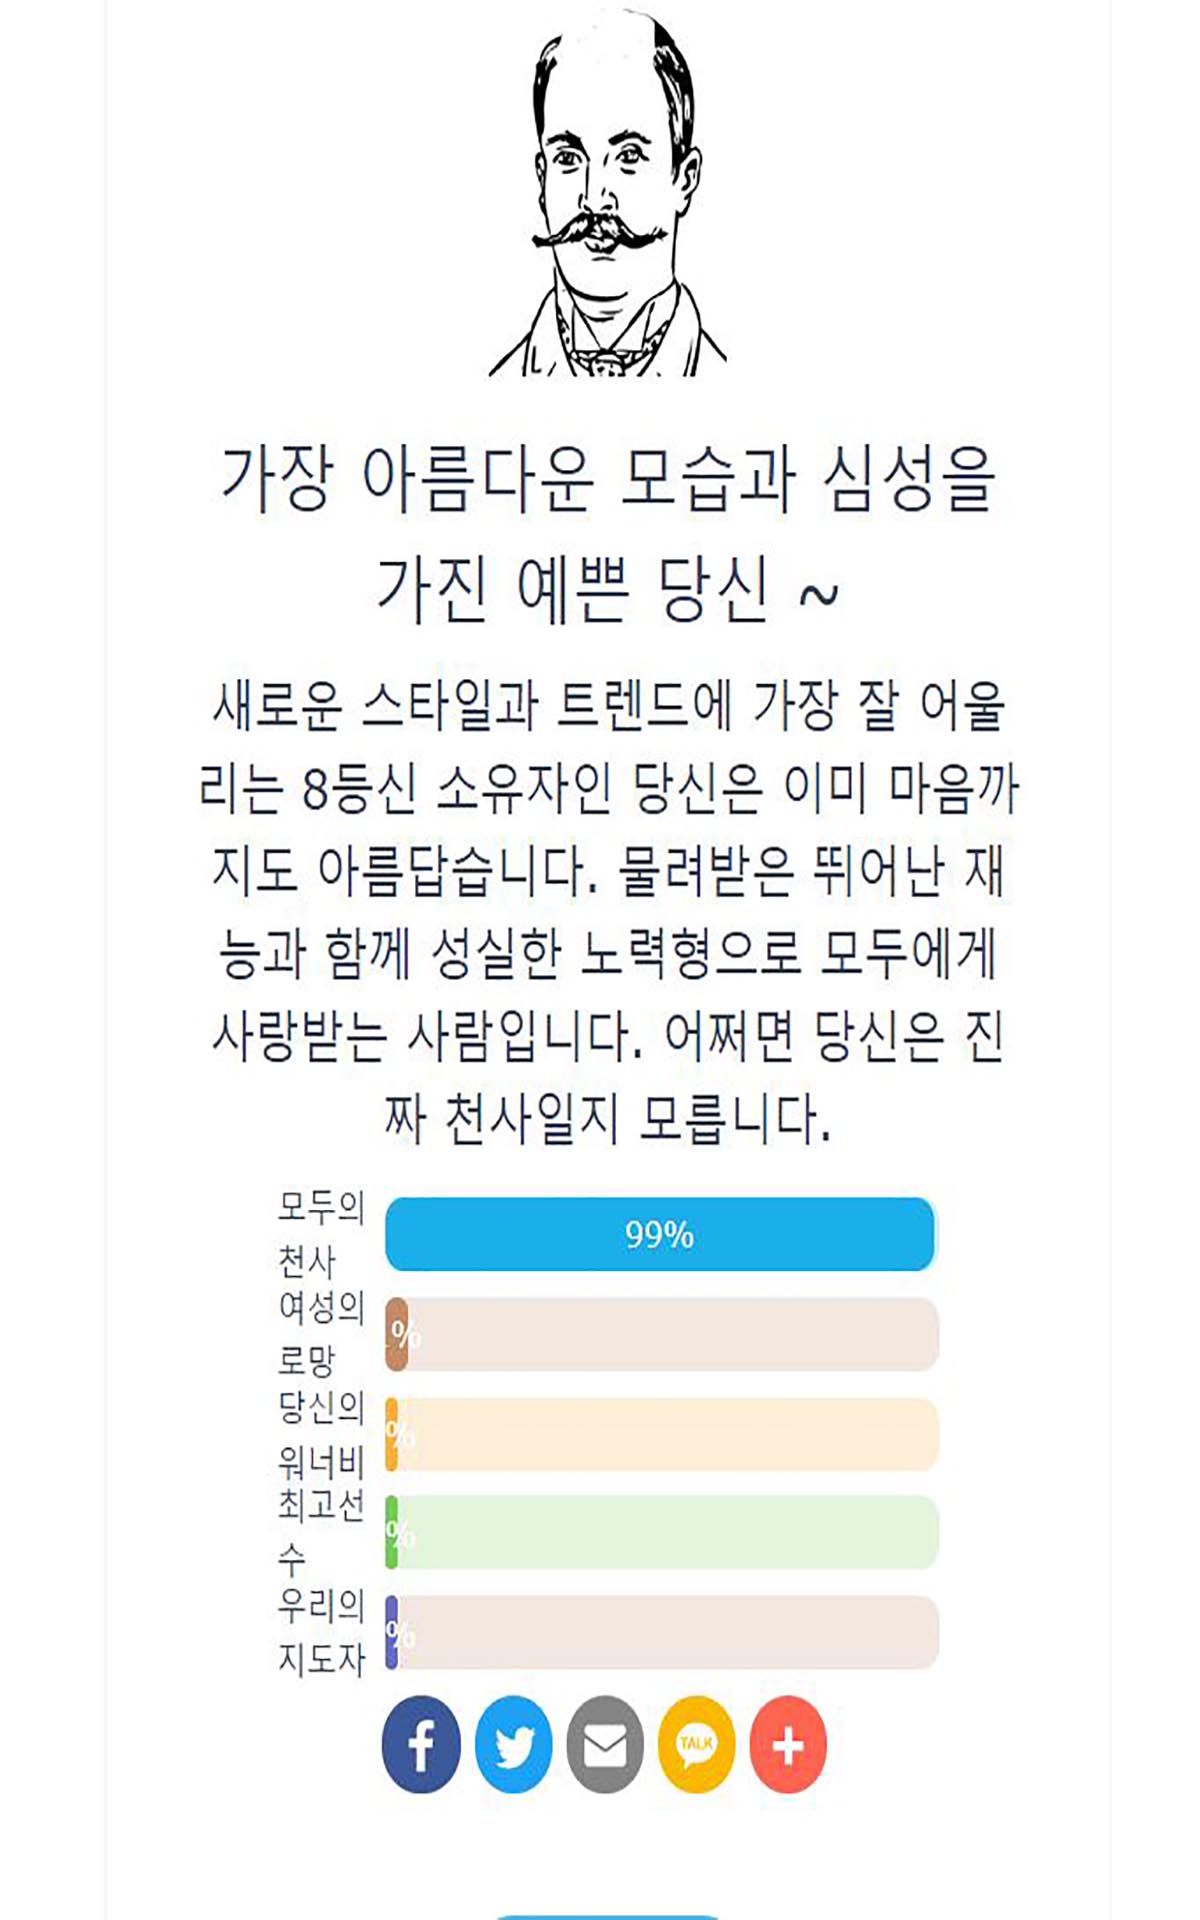 가장 아름다운 모습과 심성을
가진 예쁜 당신 ~
새로운 스타일과 트렌드에 가장 잘 어울
리는 8등신 소유자인 당신은 이미 마음까
지도 아름답습니다. 물려받은 뛰어난 재
능과 함께 성실한 노력형으로 모두에게
사랑받는 사람입니다. 어쩌면 당신은 진
짜 천사일지 모릅니다.
모두의
천사
99%
여성의
로망
%
당신의
워너비
%
최고선
수
%
우리의
지도자
%
TALK